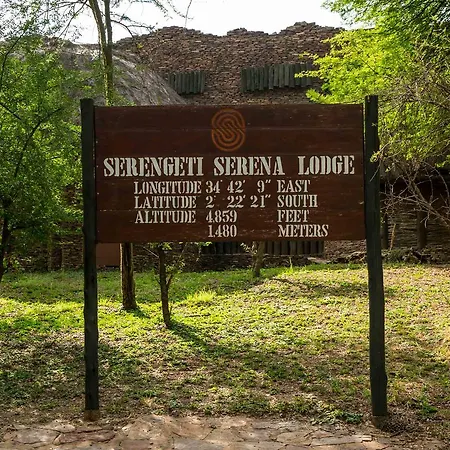 SERENGETI SERENA LODGE
LONGITUDE 34° 42' 9" EAST
LATITUDE 2° 22' 21" SOUTH
ALTITUDE 4859 FEET
1480 METERS